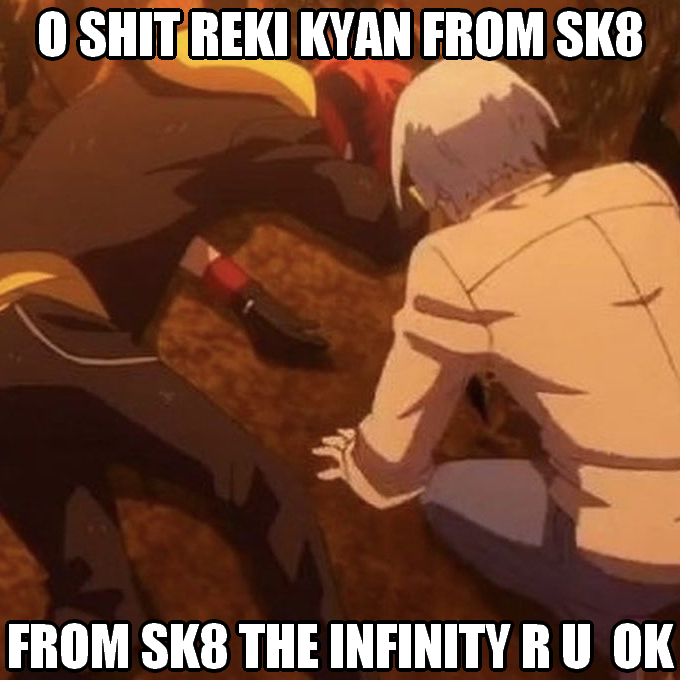 O SHIT REKI KYAN FROM SK8
FROM SK8 THE INFINITY R U  OK